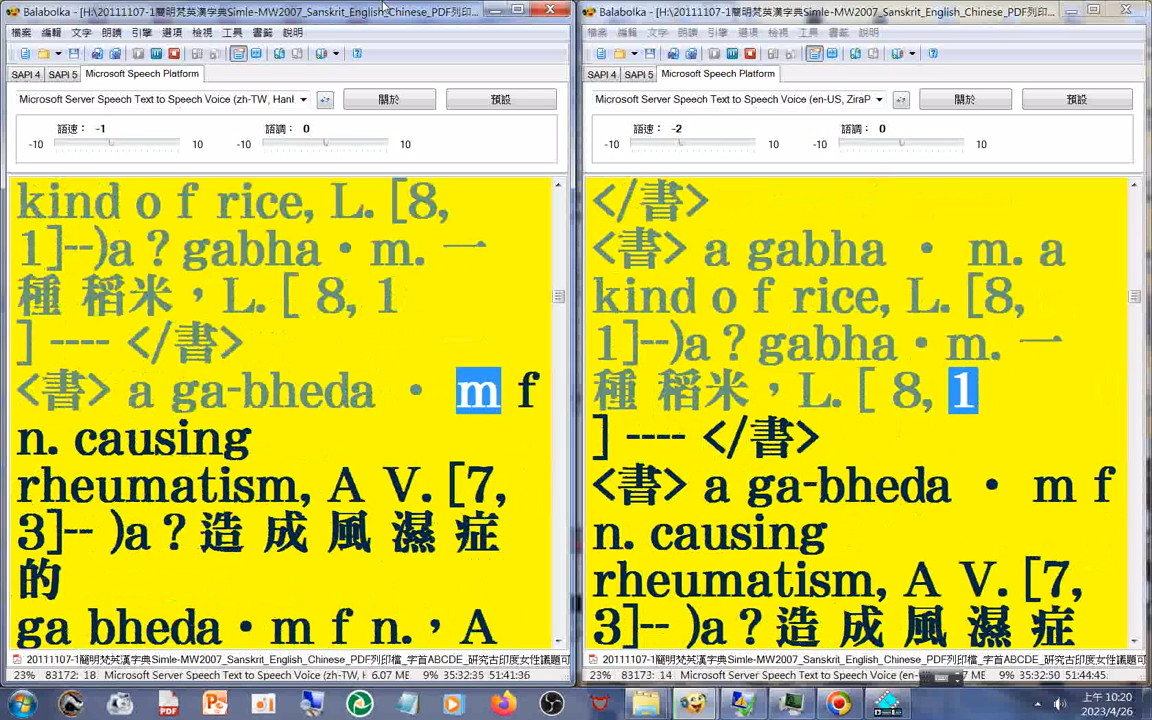 Balabolka - [H:\20111107-1簡明梵英漢字典Simle-MW2007_Sanskrit_English_Chinese_PDF列印...
檔案 編輯 文字 朗讀 引擎 選項 檢視 工具 書籤 說明
SAPI 4 SAPI 5 Microsoft Speech Platform
Microsoft Server Speech Text to Speech Voice (zh-TW, HanI
關於 預設
語速： -1 語調： 0
-10 10 -10 10
kind o f rice, L. [8,
1]--)a？gabha·m. 一
種 稻米，L. [ 8, 1
] ---- </書>
<書> a ga-bheda · m f
n. causing
rheumatism, A V. [7,
3]-- )a？造 成 風 濕 症
的
ga bheda·m f n.，A
20111107-1簡明梵英漢字典Simle-MW2007_Sanskrit_English_Chinese_PDF列印檔_字首ABCDE_研究古印度女性議題可
23% 83172: 18 Microsoft Server Speech Text to Speech Voice (zh-TW, H 6.07 ME 9% 35:32:35 51:41:36
Balabolka - [H:\20111107-1簡明梵英漢字典Simle-MW2007_Sanskrit_English_Chinese_PDF列印...
檔案 編輯 文字 朗讀 引擎 選項 檢視 工具 書籤 說明
SAPI 4 SAPI 5 Microsoft Speech Platform
Microsoft Server Speech Text to Speech Voice (en-US, ZiraP
關於 預設
語速： -2 語調： 0
-10 10 -10 10
</書>
<書> a gabha · m. a
kind o f rice, L. [8,
1]--)a？gabha·m. 一
種 稻米，L. [ 8, 1
] ---- </書>
<書> a ga-bheda · m f
n. causing
rheumatism, A V. [7,
3]-- )a？造 成 風 濕 症
20111107-1簡明梵英漢字典Simle-MW2007_Sanskrit_English_Chinese_PDF列印檔_字首ABCDE_研究古印度女性議題可
23% 83173: 14 Microsoft Server Speech Text to Speech Voice 9% 35:32:50 51:44:45
上午 10:20
2023/4/26